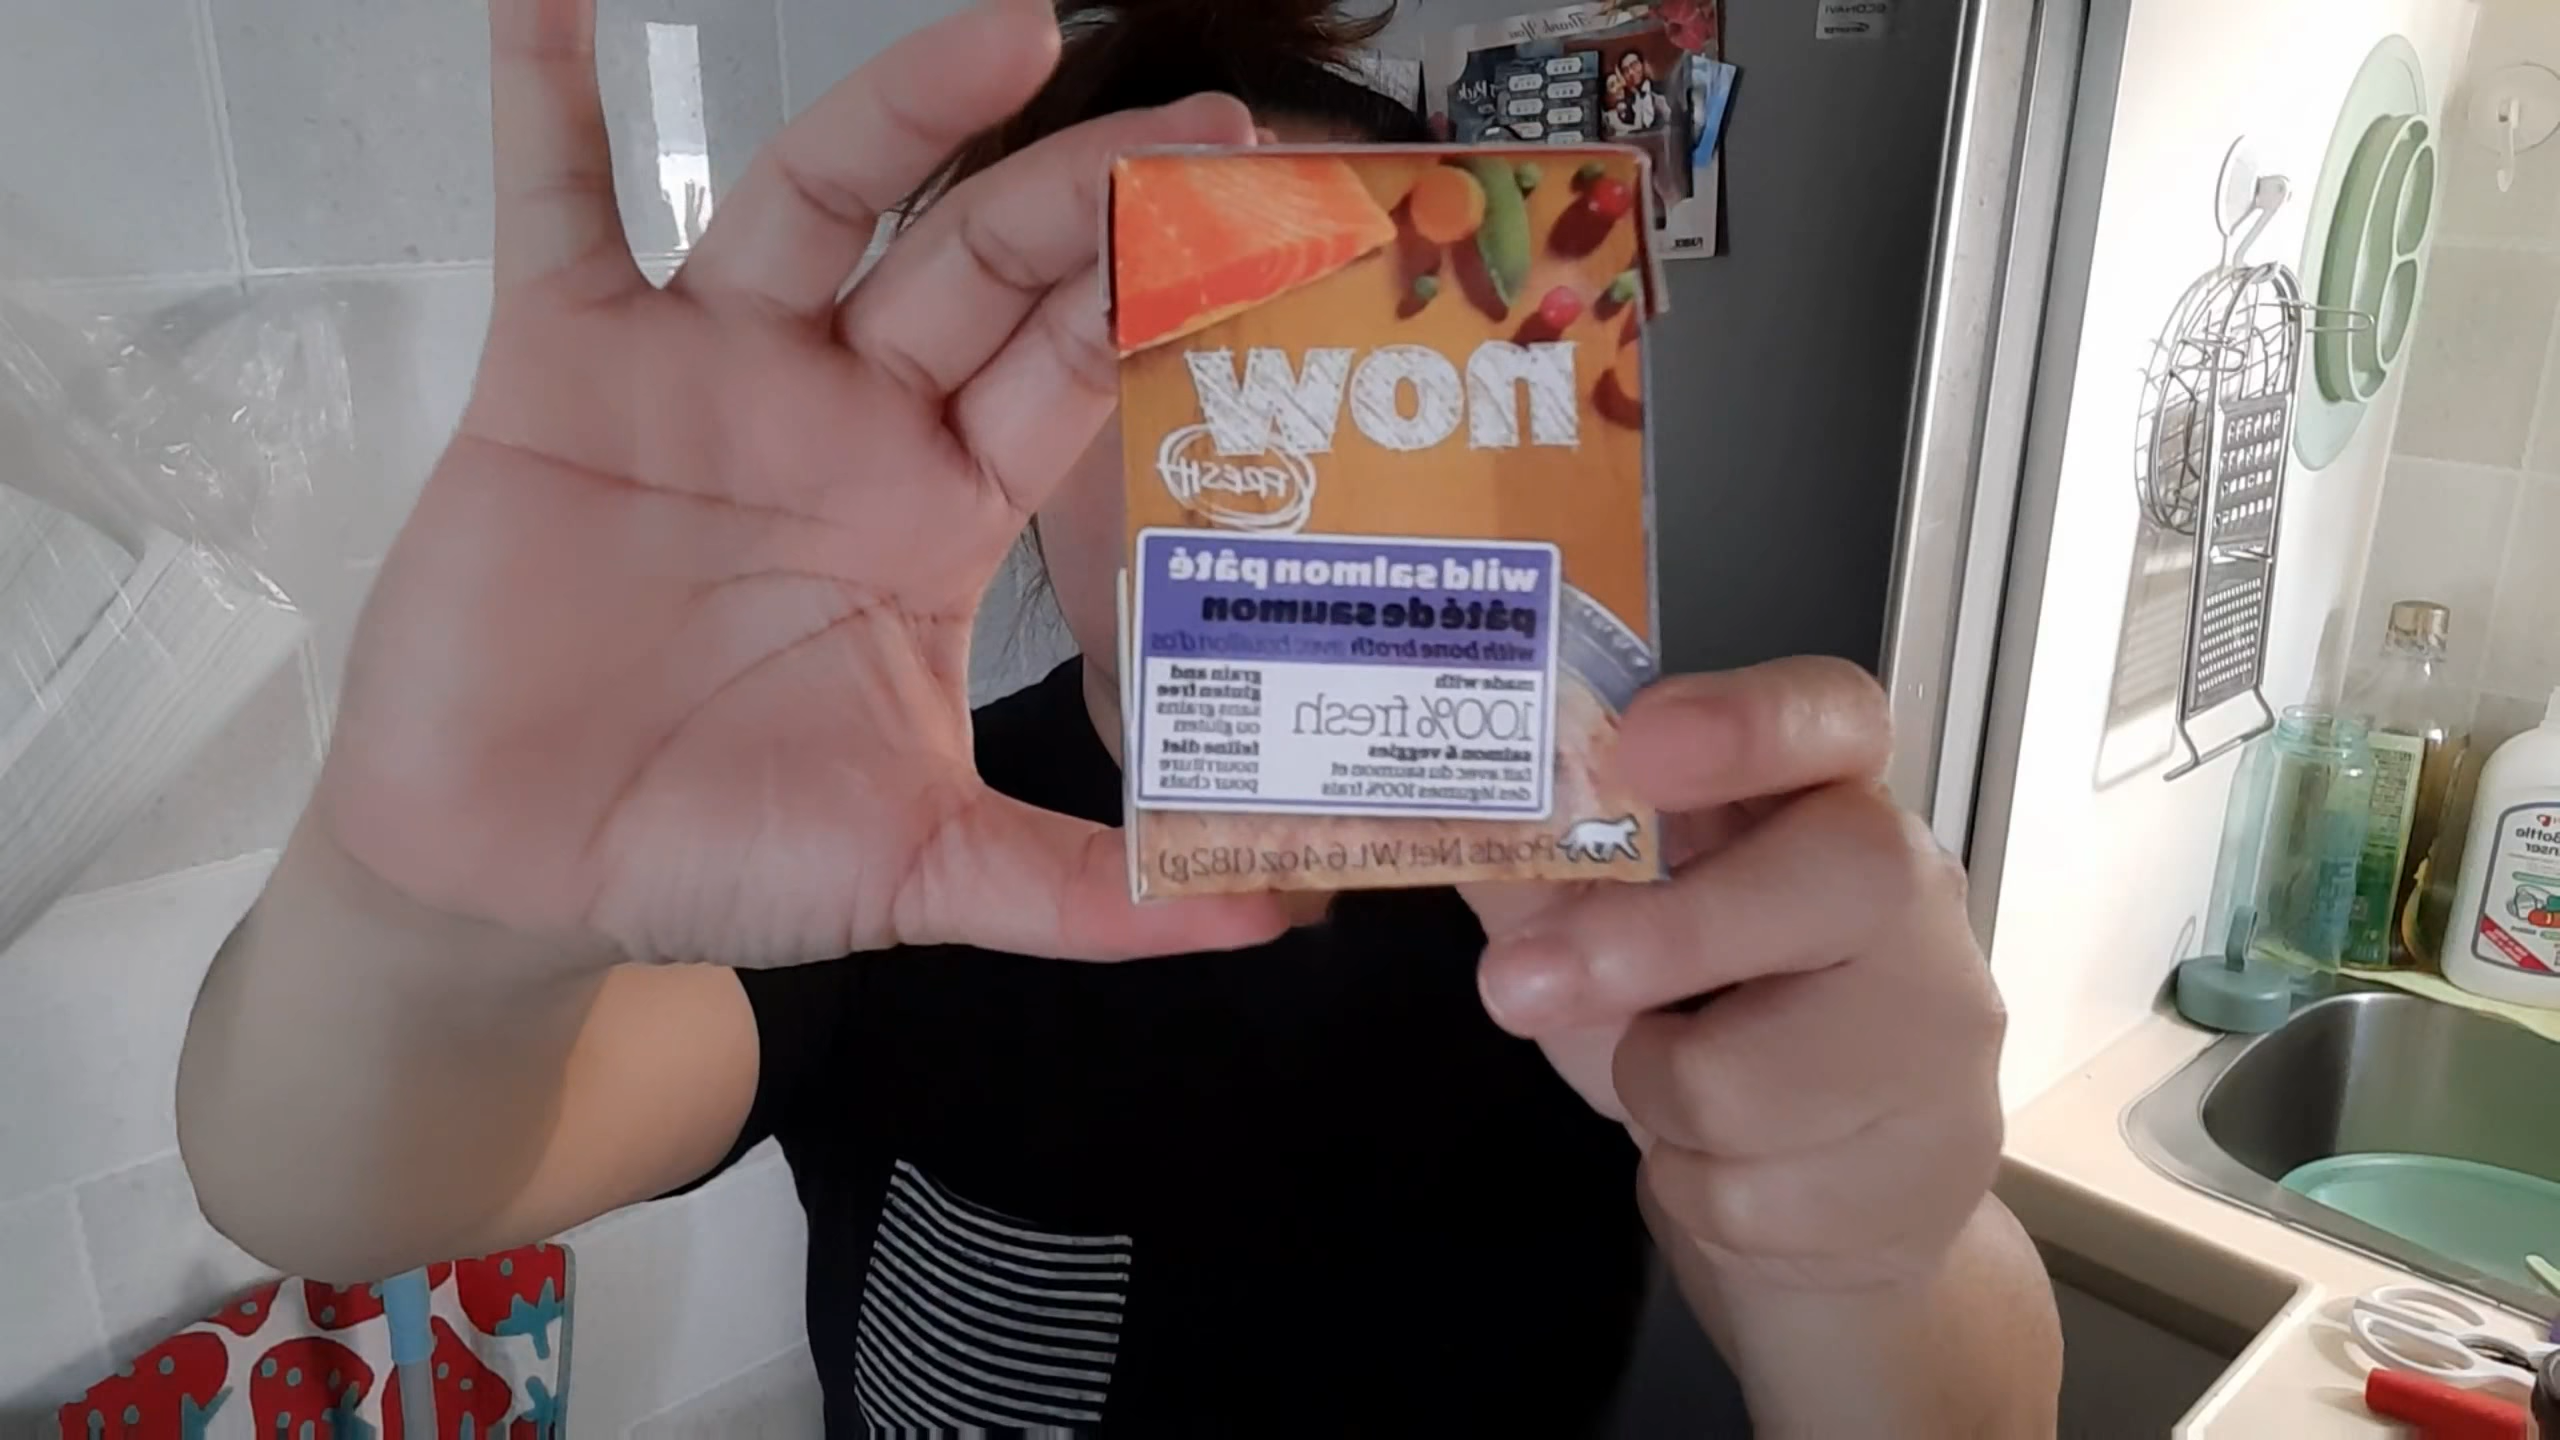 Thank You
now
FRESH
wild salmon pâté
pâté de saumon
with bone broth avec bouillon d'os
made with
100% fresh
salmon & veggies
fait avec du saumon et
des légumes 100% frais
grain and
gluten free
sans grains
ou gluten
feline diet
nourriture
pour chats
Poids Net Wt. 6.4 oz (182g)